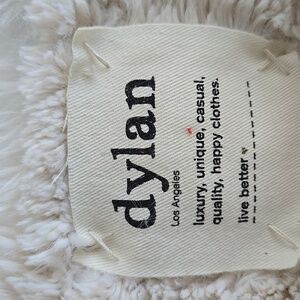 dylan
Los Angeles
luxury, unique, casual,
quality, happy clothes.
live better